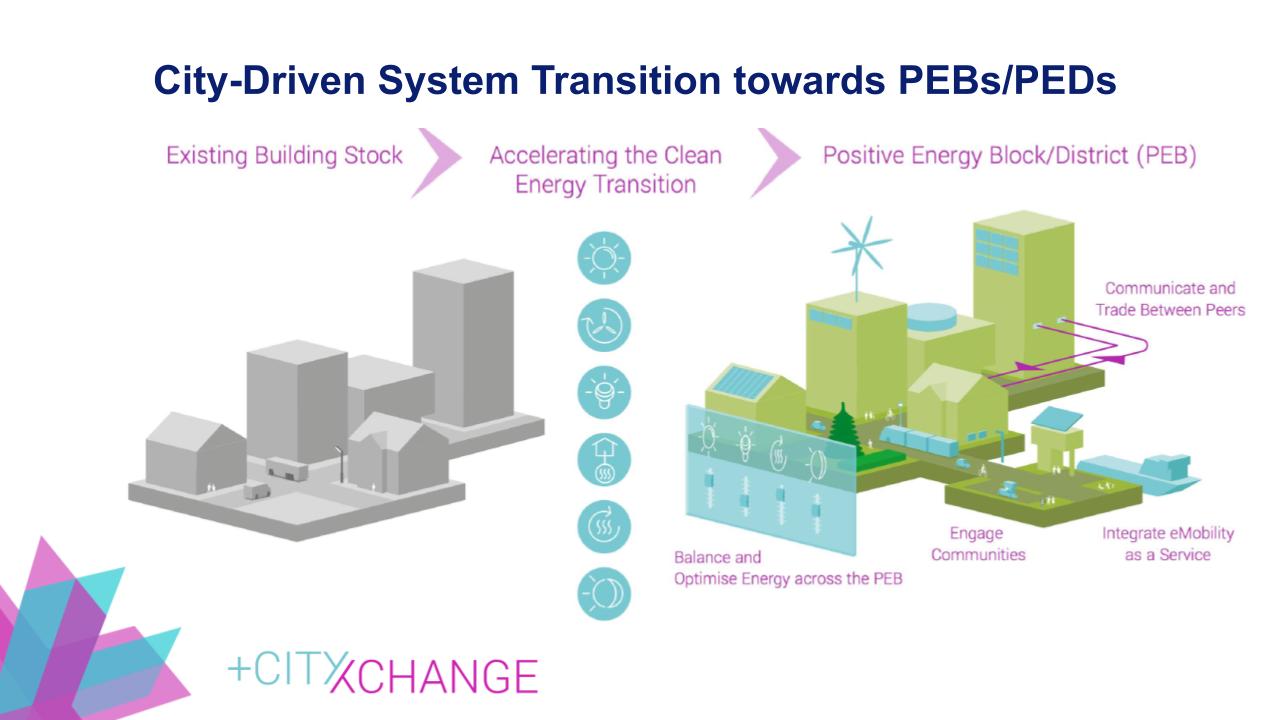 City-Driven System Transition towards PEBs/PEDs
Existing Building Stock
Accelerating the Clean
Energy Transition
Positive Energy Block/District (PEB)
Communicate and
Trade Between Peers
Balance and
Optimise Energy across the PEB
Engage
Communities
Integrate eMobility
as a Service
+CITYXCHANGE